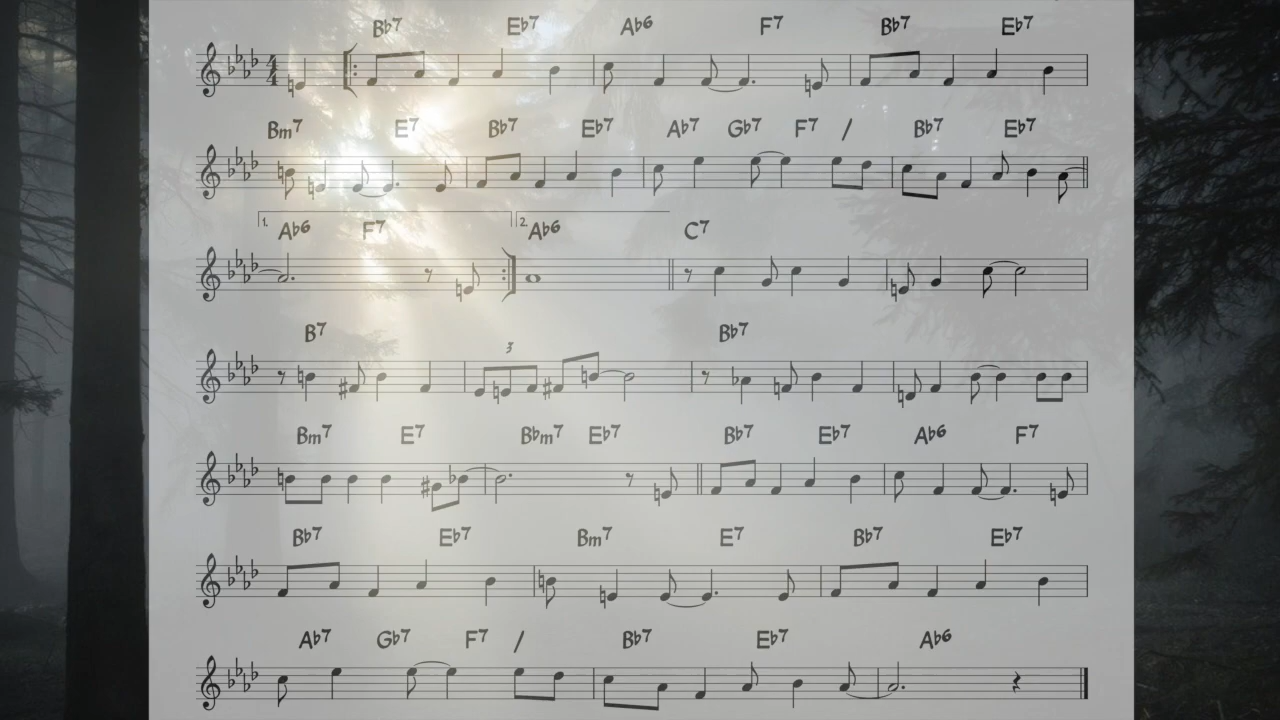 B♭7 E♭7 A♭6 F7 B♭7 E♭7
4
4
Bm7 E7 B♭7 E♭7 A♭7 G♭7 F7 / B♭7 E♭7
1. A♭6 F7 2. A♭6 C7
B7 3 B♭7
Bm7 E7 B♭m7 E♭7 B♭7 E♭7 A♭6 F7
B♭7 E♭7 Bm7 E7 B♭7 E♭7
A♭7 G♭7 F7 / B♭7 E♭7 A♭6